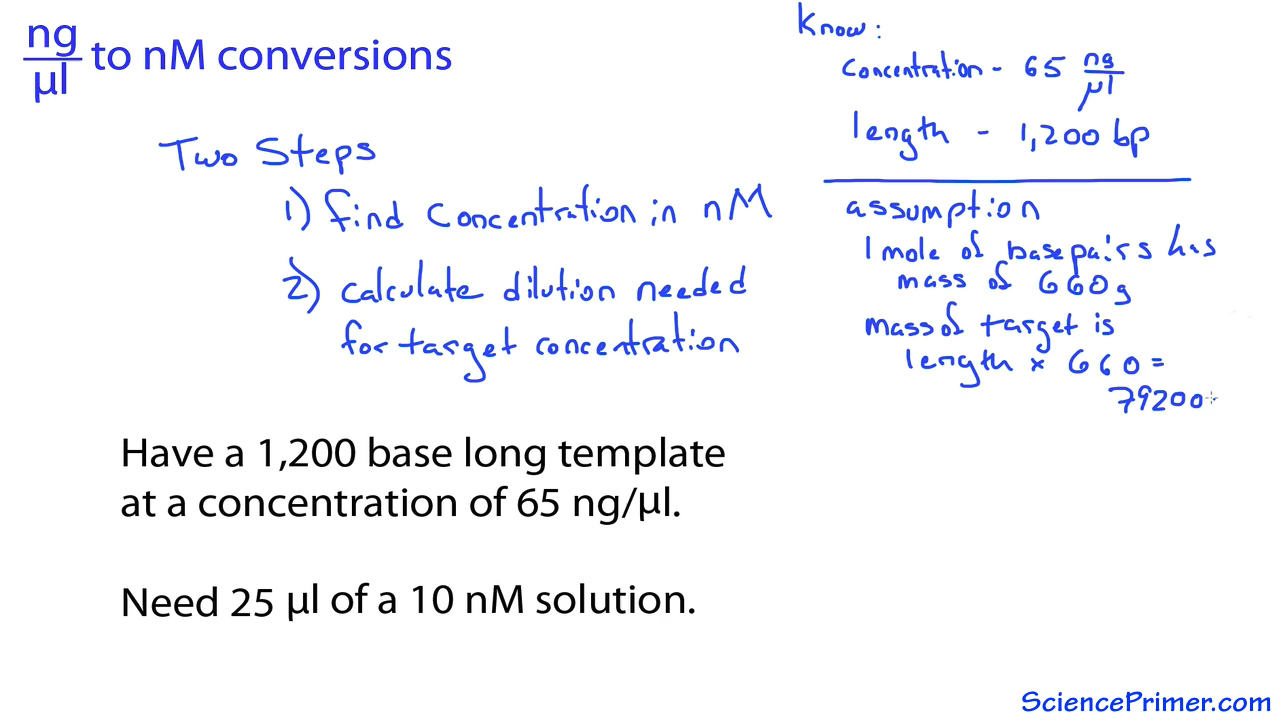 ng
µl
to nM conversions
Two Steps
1) find concentration in nM
2) calculate dilution needed
for target concentration
Have a 1,200 base long template
at a concentration of 65 ng/µl.
Need 25 µl of a 10 nM solution.
Know:
concentration - 65 ng/µl
length - 1,200 bp
assumption
1 mole of base pairs has
mass of 660g
mass of target is
length x 660 =
79200
SciencePrimer.com